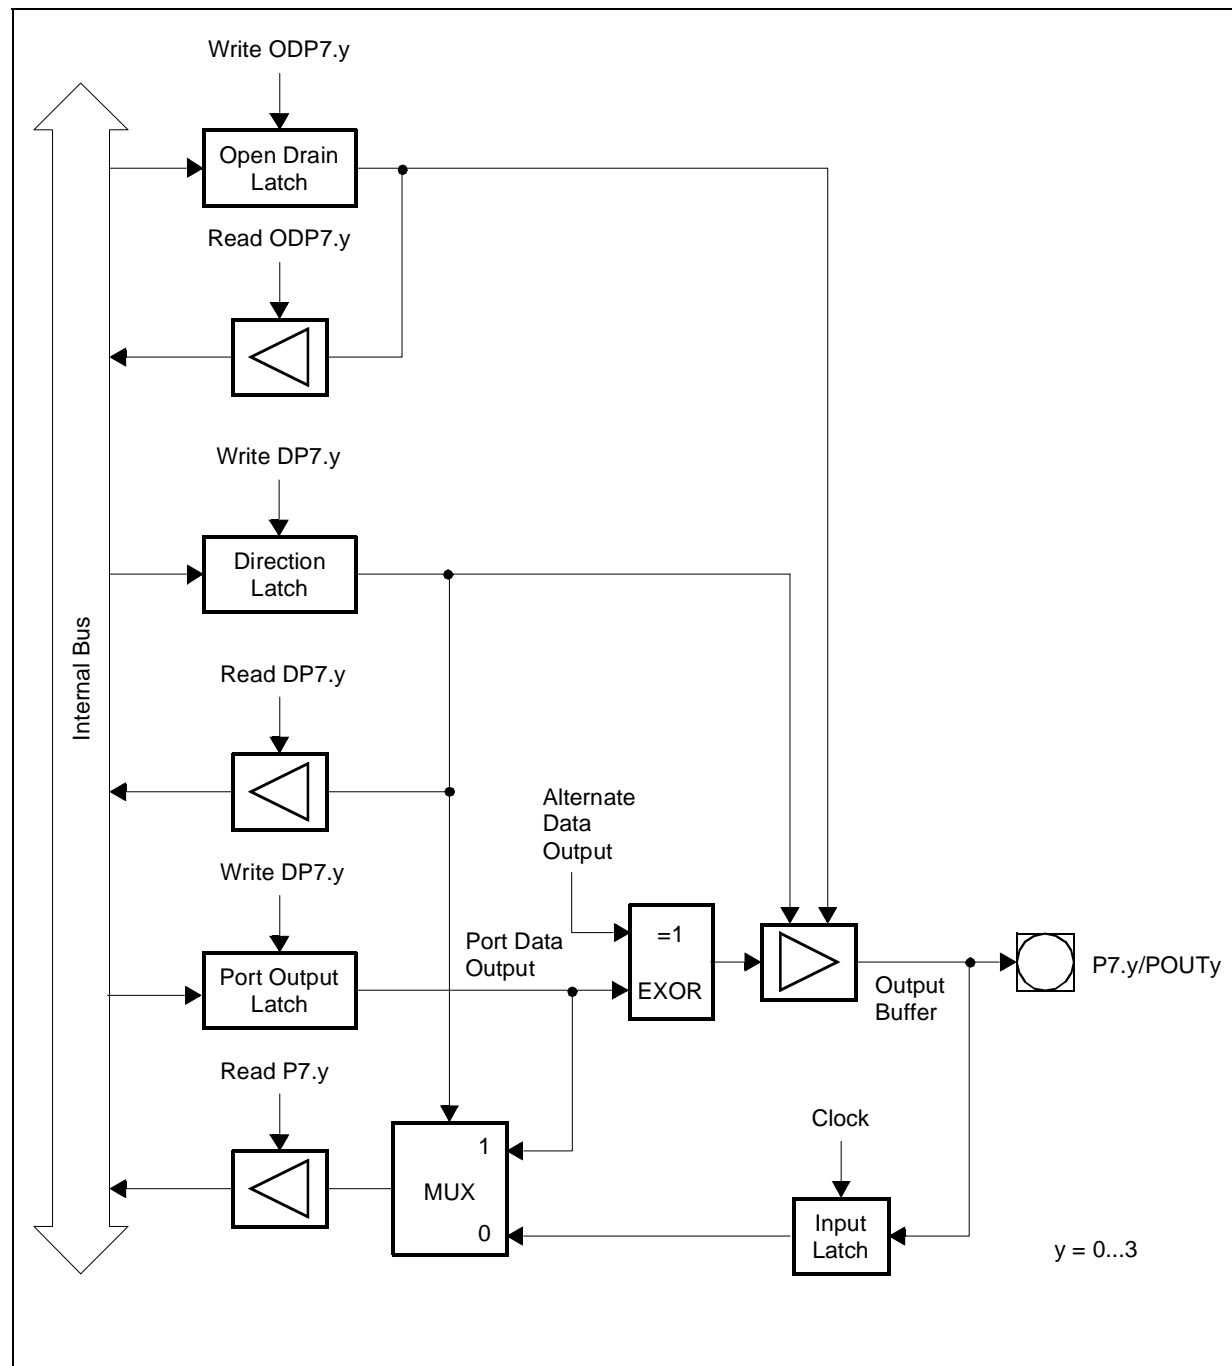 Write ODP7.y
Open Drain
Latch
Read ODP7.y
Write DP7.y
Direction
Latch
Internal Bus
Read DP7.y
Alternate
Data
Output
Write DP7.y
=1
EXOR
Port Data
Output
Port Output
Latch
P7.y/POUTy
Output
Buffer
Read P7.y
1
MUX
0
Clock
Input
Latch
y = 0...3